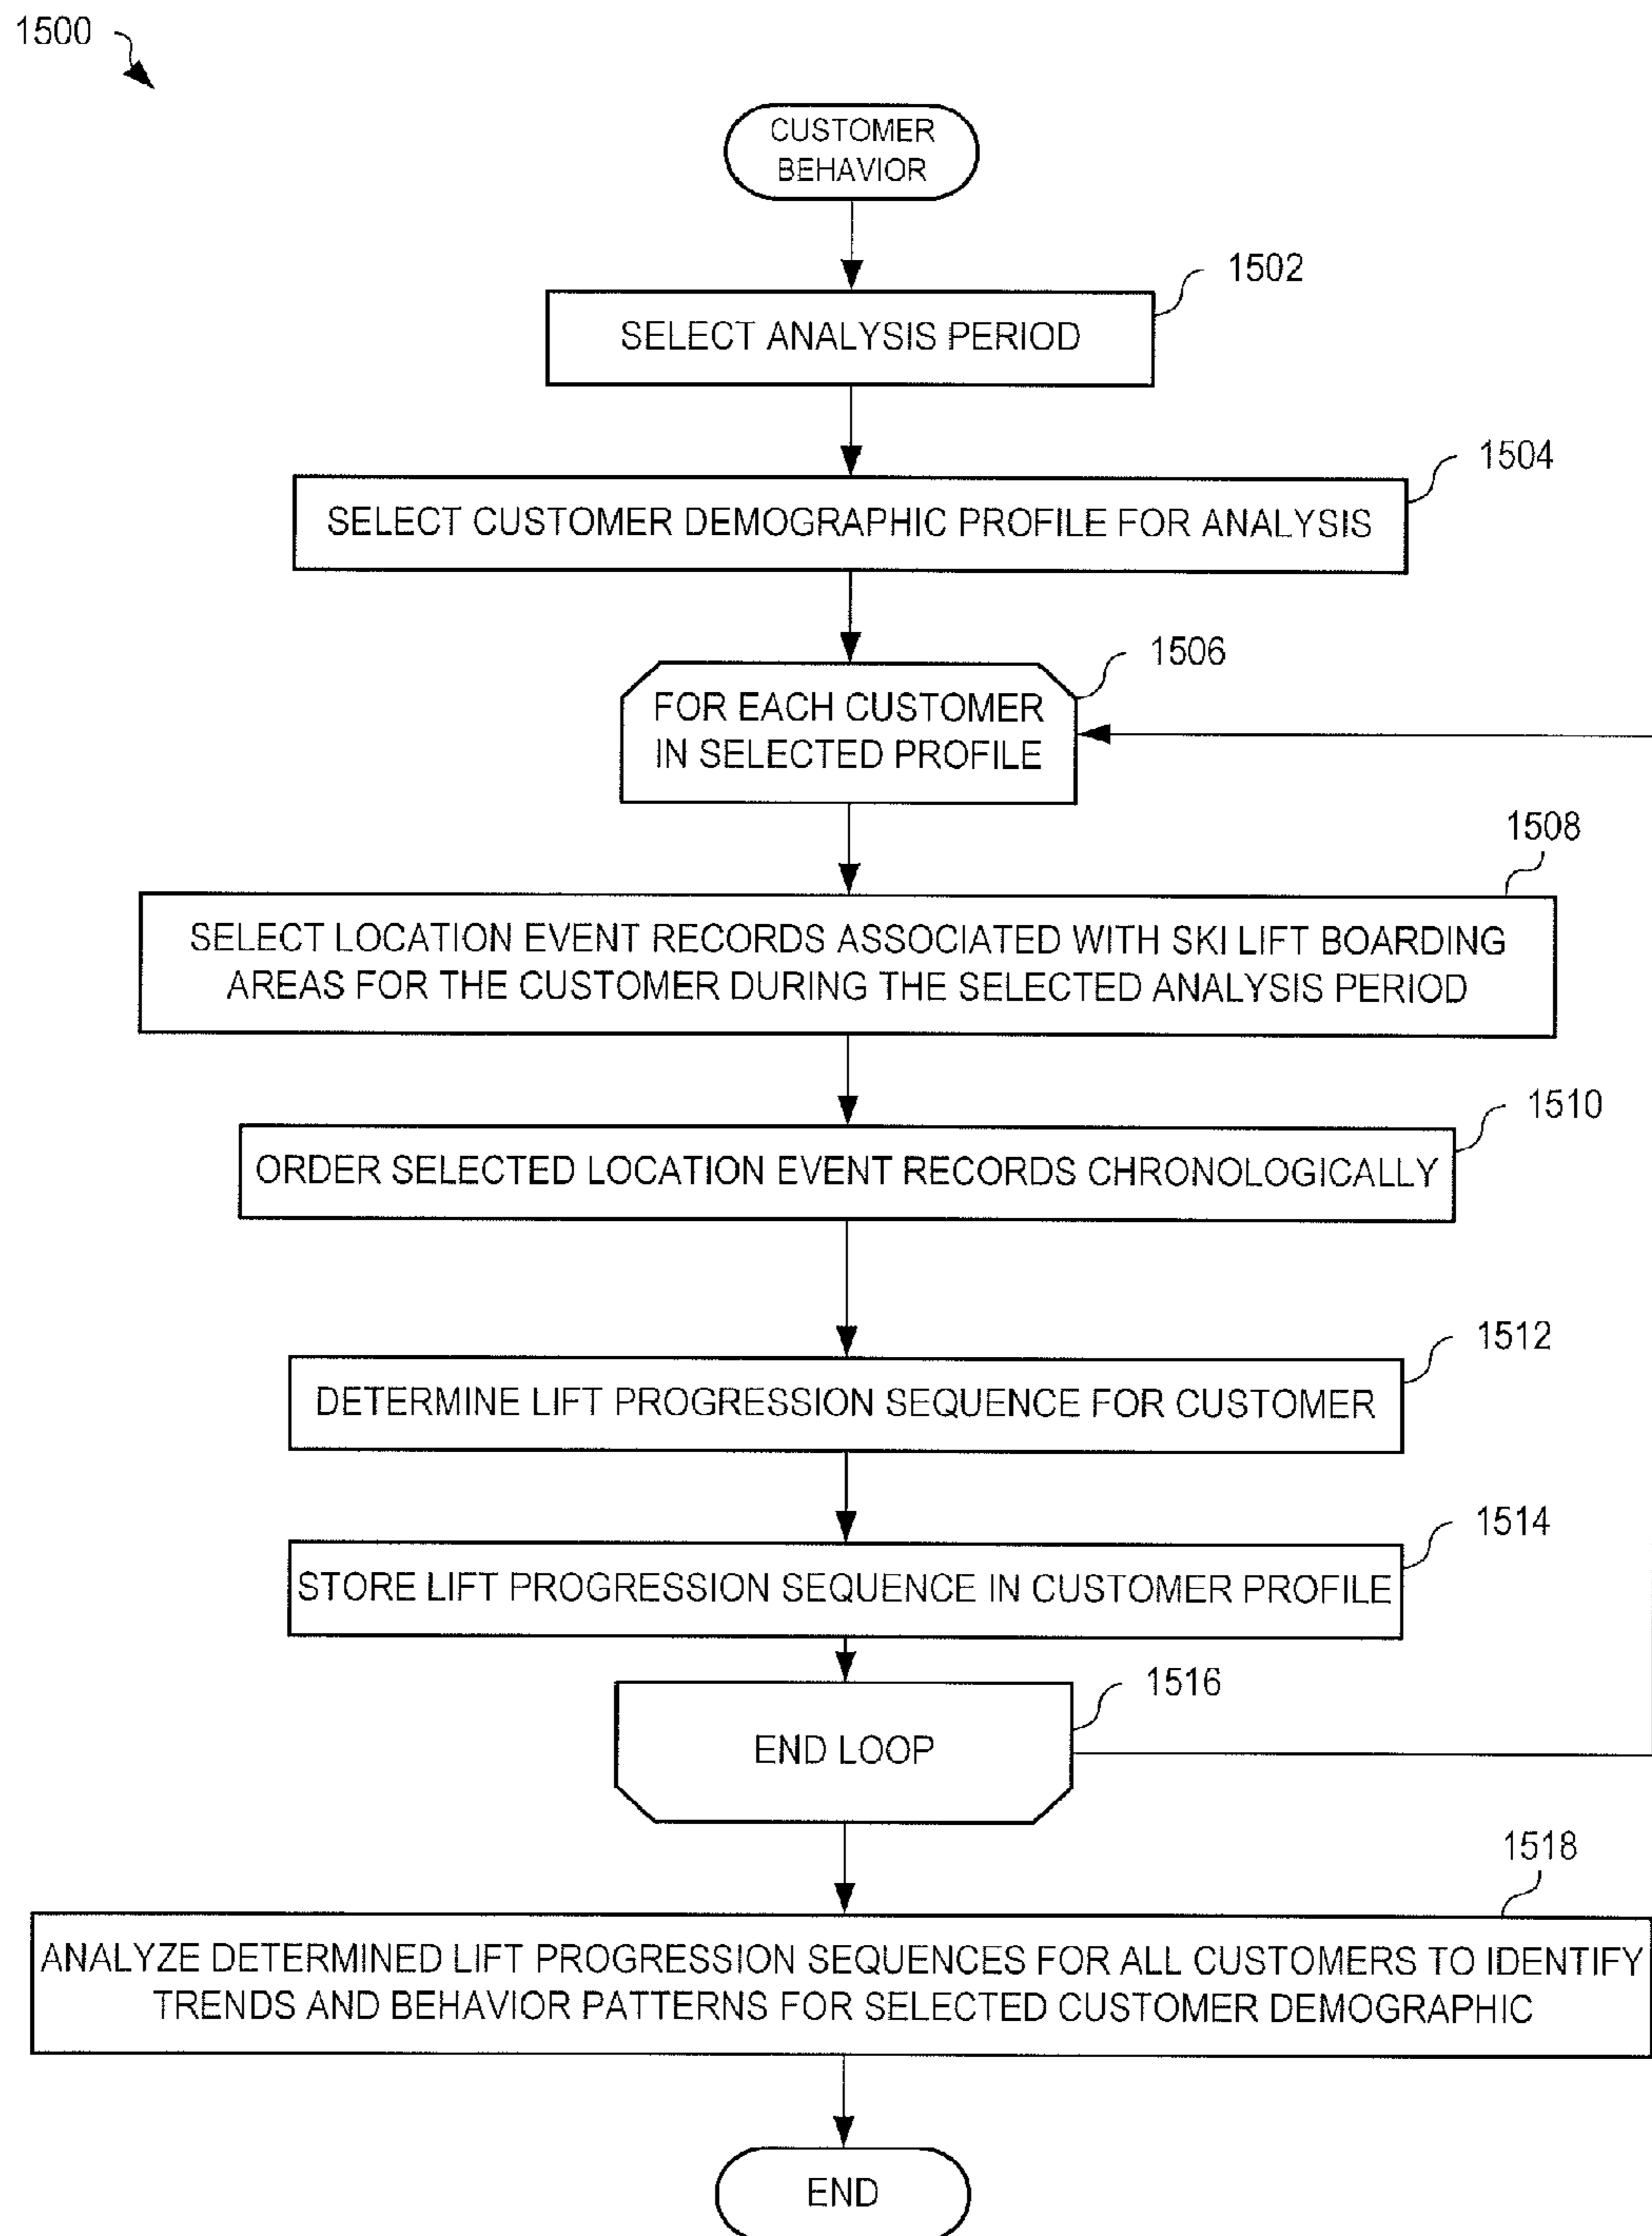 1500
CUSTOMER
BEHAVIOR
1502
SELECT ANALYSIS PERIOD
1504
SELECT CUSTOMER DEMOGRAPHIC PROFILE FOR ANALYSIS
1506
FOR EACH CUSTOMER
IN SELECTED PROFILE
1508
SELECT LOCATION EVENT RECORDS ASSOCIATED WITH SKI LIFT BOARDING
AREAS FOR THE CUSTOMER DURING THE SELECTED ANALYSIS PERIOD
1510
ORDER SELECTED LOCATION EVENT RECORDS CHRONOLOGICALLY
1512
DETERMINE LIFT PROGRESSION SEQUENCE FOR CUSTOMER
1514
STORE LIFT PROGRESSION SEQUENCE IN CUSTOMER PROFILE
1516
END LOOP
1518
ANALYZE DETERMINED LIFT PROGRESSION SEQUENCES FOR ALL CUSTOMERS TO IDENTIFY
TRENDS AND BEHAVIOR PATTERNS FOR SELECTED CUSTOMER DEMOGRAPHIC
END